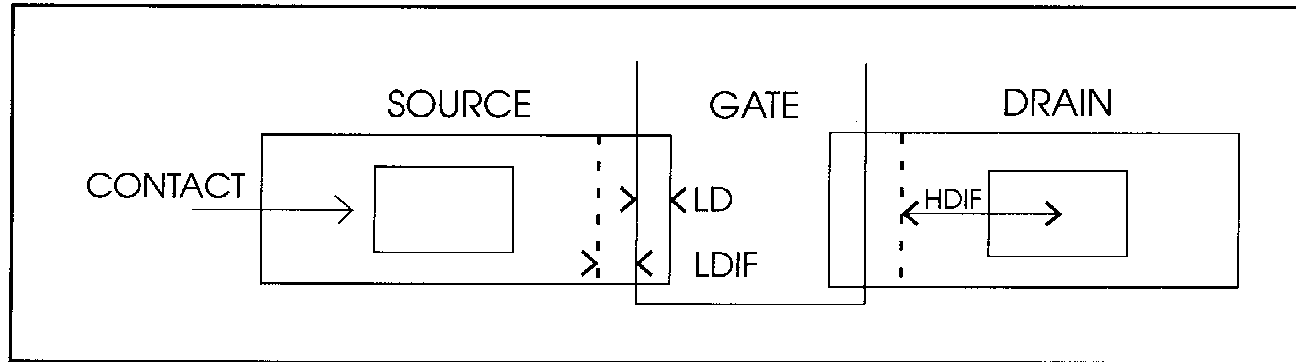 SOURCE GATE DRAIN
CONTACT
LD
HDIF
LDIF